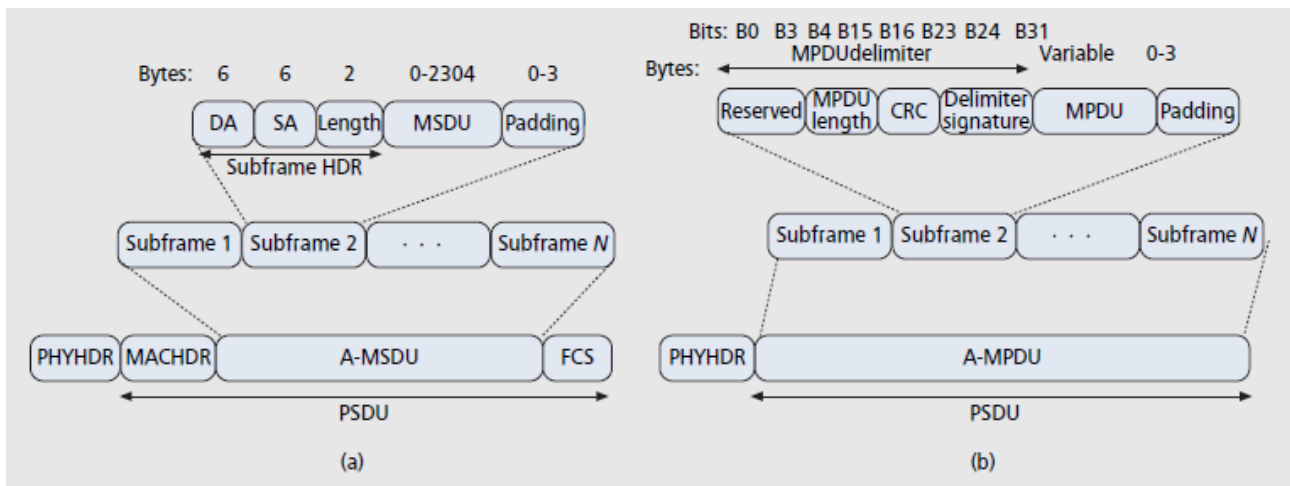 Bytes: 6 6 2 0-2304 0-3
DA SA Length MSDU Padding
Subframe HDR
Subframe 1 Subframe 2 . . . Subframe N
PHYHDR MACHDR A-MSDU FCS
PSDU
(a)
Bits: B0 B3 B4 B15 B16 B23 B24 B31
MPDUdelimiter Variable 0-3
Bytes:
Reserved MPDU length CRC Delimiter signature MPDU Padding
Subframe 1 Subframe 2 . . . Subframe N
PHYHDR A-MPDU
PSDU
(b)